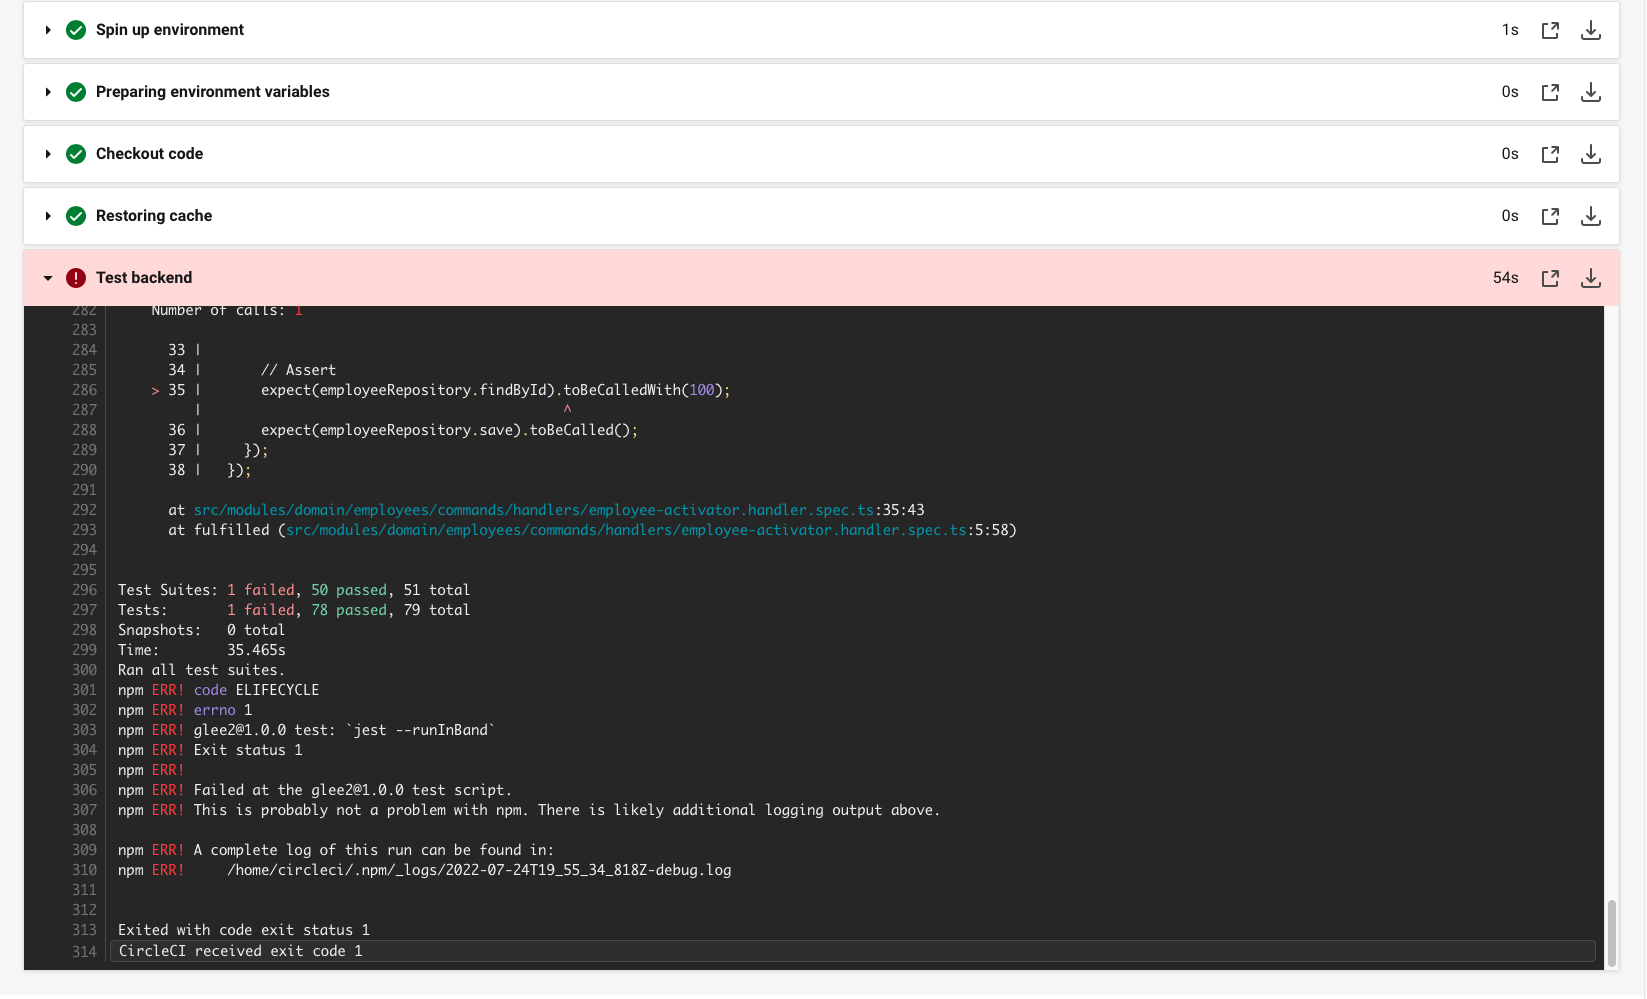 Spin up environment 1s
Preparing environment variables 0s
Checkout code 0s
Restoring cache 0s
Test backend 54s
282 Number of calls: 1
283
284 33 |
285 34 | // Assert
286 > 35 | expect(employeeRepository.findById).toBeCalledWith(100);
287 | ^
288 36 | expect(employeeRepository.save).toBeCalled();
289 37 | });
290 38 | });
291
292 at src/modules/domain/employees/commands/handlers/employee-activator.handler.spec.ts:35:43
293 at fulfilled (src/modules/domain/employees/commands/handlers/employee-activator.handler.spec.ts:5:58)
294
295
296 Test Suites: 1 failed, 50 passed, 51 total
297 Tests: 1 failed, 78 passed, 79 total
298 Snapshots: 0 total
299 Time: 35.465s
300 Ran all test suites.
301 npm ERR! code ELIFECYCLE
302 npm ERR! errno 1
303 npm ERR! glee2@1.0.0 test: `jest --runInBand`
304 npm ERR! Exit status 1
305 npm ERR!
306 npm ERR! Failed at the glee2@1.0.0 test script.
307 npm ERR! This is probably not a problem with npm. There is likely additional logging output above.
308
309 npm ERR! A complete log of this run can be found in:
310 npm ERR! /home/circleci/.npm/_logs/2022-07-24T19_55_34_818Z-debug.log
311
312
313 Exited with code exit status 1
314 CircleCI received exit code 1